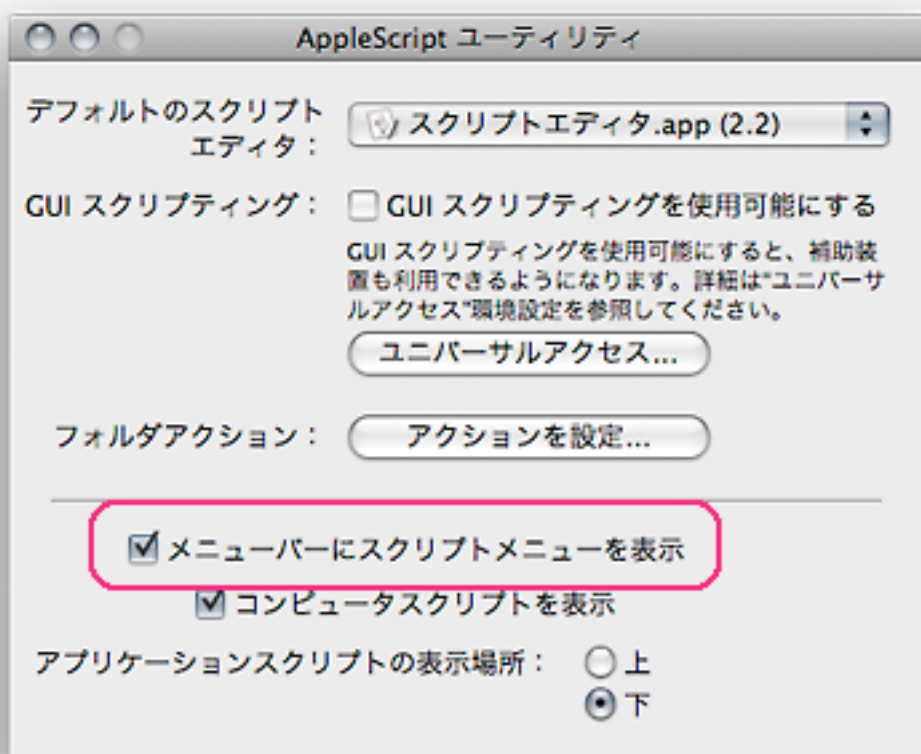 AppleScript ユーティリティ
デフォルトのスクリプト
エディタ：
スクリプトエディタ.app (2.2)
GUI スクリプティング：
GUI スクリプティングを使用可能にする
GUI スクリプティングを使用可能にすると、補助装
置も利用できるようになります。詳細は“ユニバーサ
ルアクセス”環境設定を参照してください。
ユニバーサルアクセス...
フォルダアクション：
アクションを設定...
メニューバーにスクリプトメニューを表示
コンピュータスクリプトを表示
アプリケーションスクリプトの表示場所：
上
下